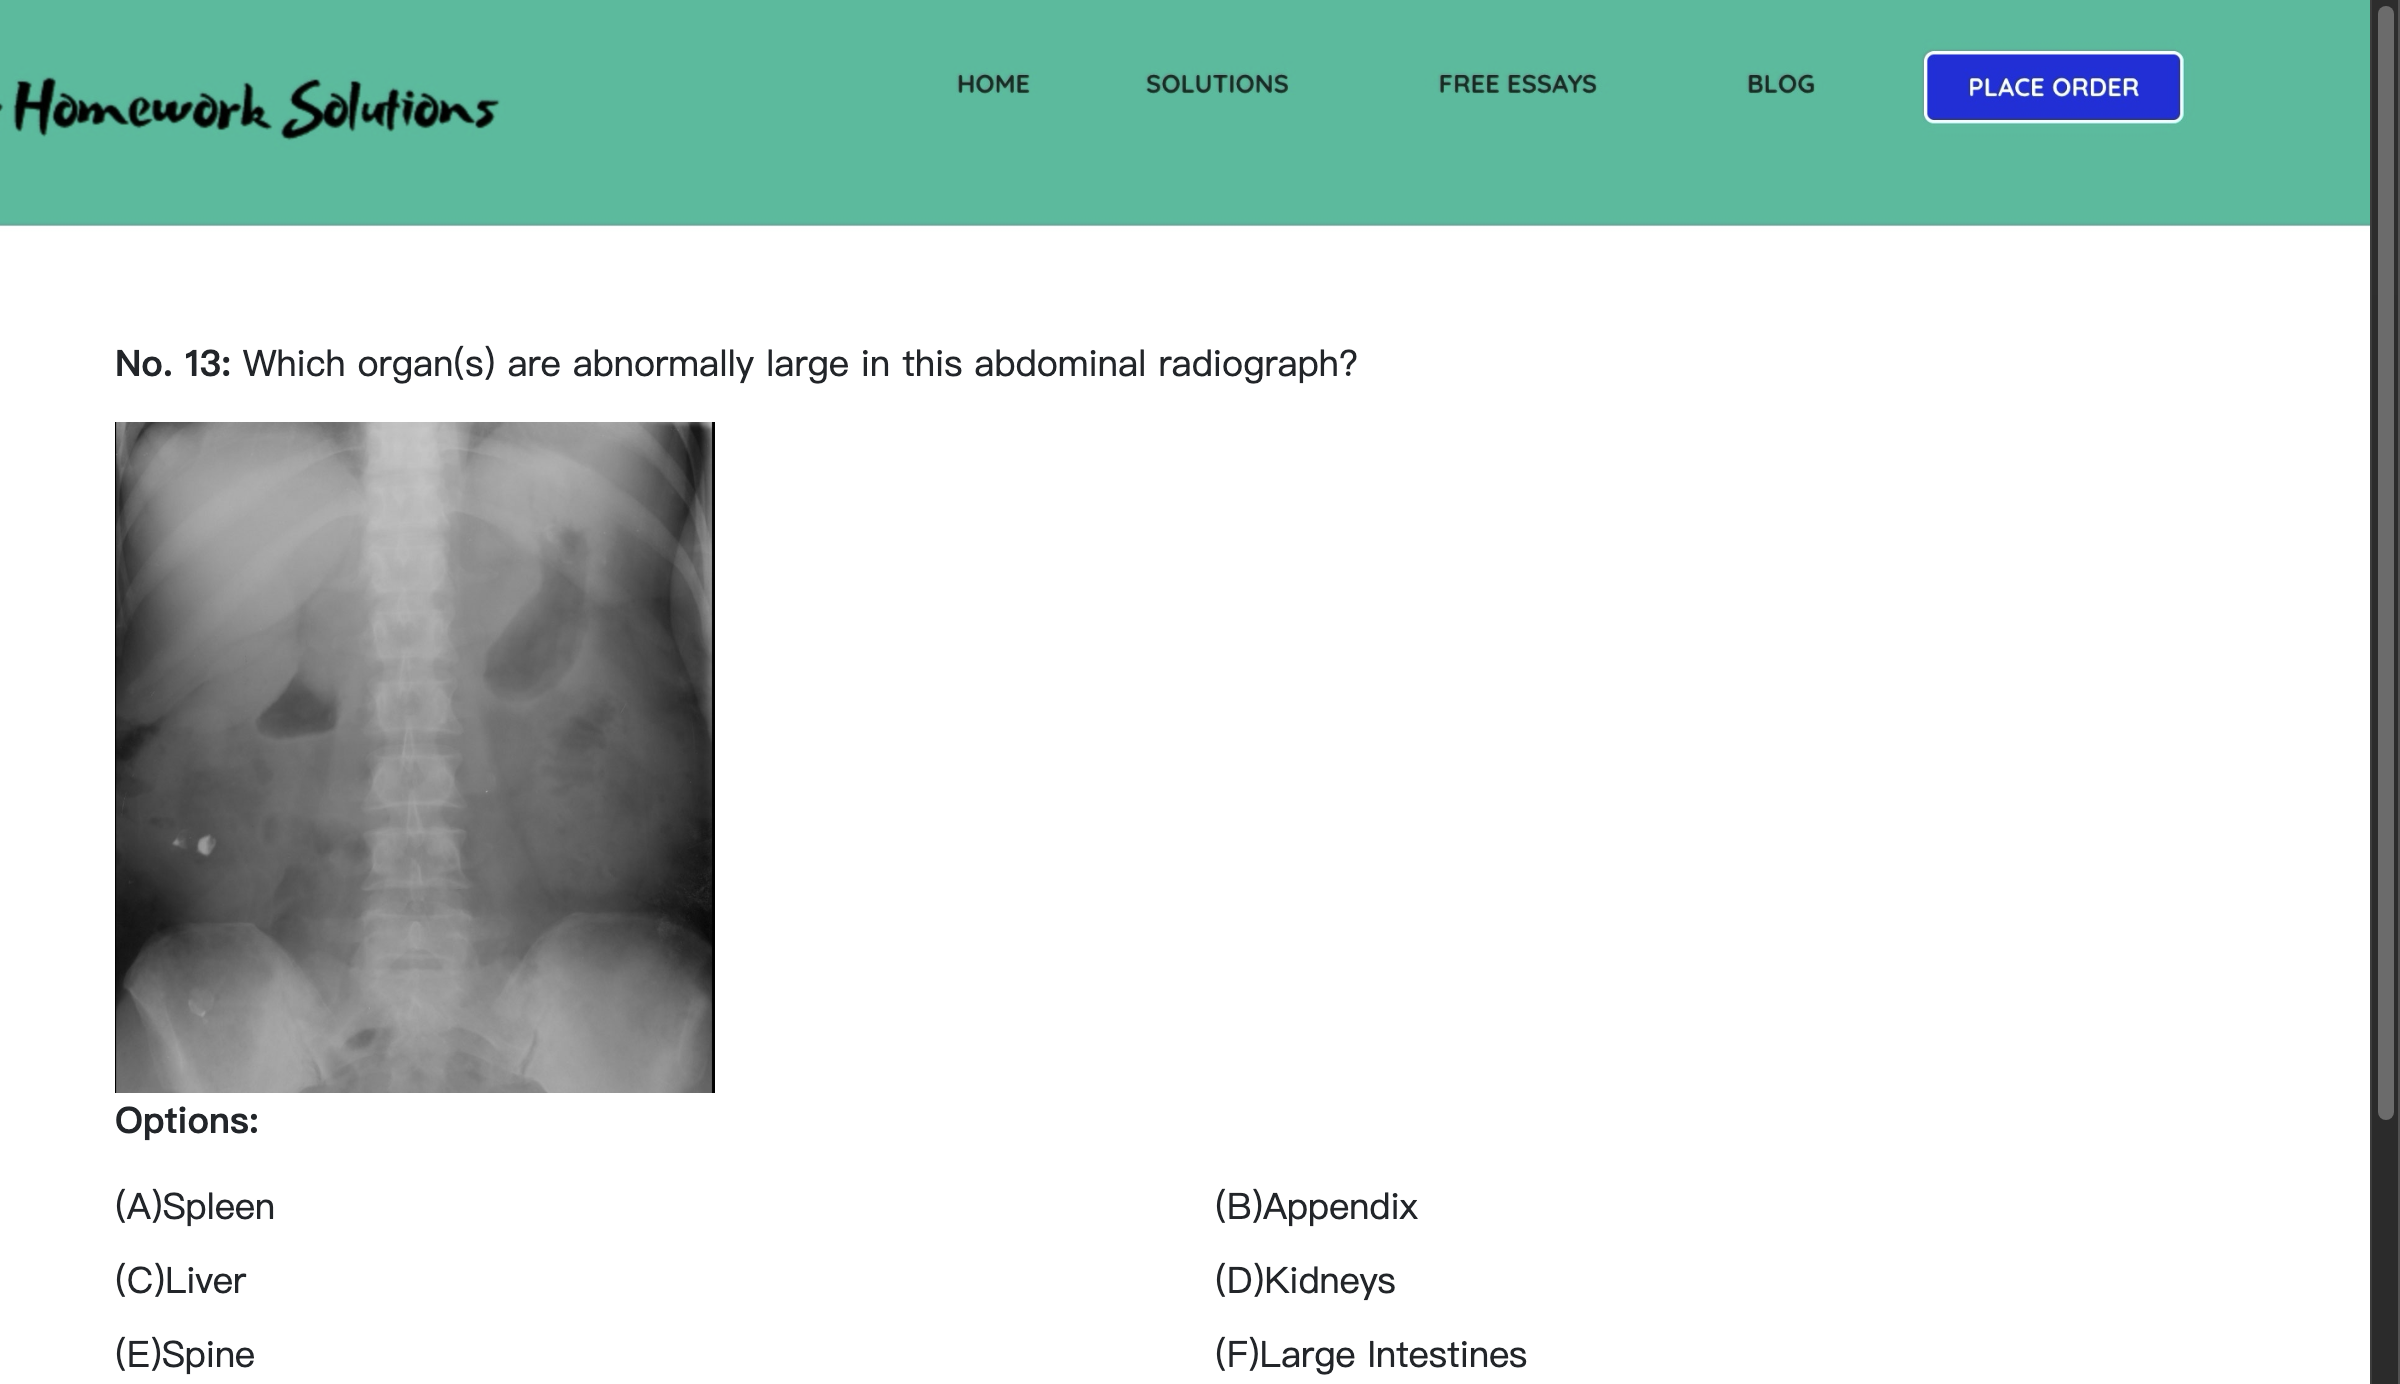 Homework Solutions
HOME SOLUTIONS FREE ESSAYS BLOG PLACE ORDER
No. 13: Which organ(s) are abnormally large in this abdominal radiograph?
Options:
(A)Spleen (B)Appendix
(C)Liver (D)Kidneys
(E)Spine (F)Large Intestines